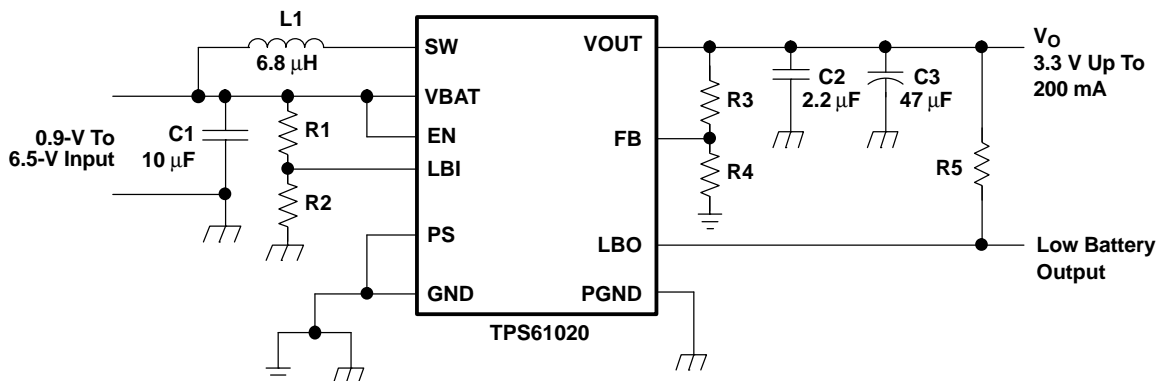 L1
6.8 μH
SW
VBAT
EN
LBI
PS
GND
VOUT
FB
LBO
PGND
TPS61020
0.9-V To
6.5-V Input
C1
10 μF
R1
R2
R3
R4
C2
2.2 μF
C3
47 μF
R5
VO
3.3 V Up To
200 mA
Low Battery
Output